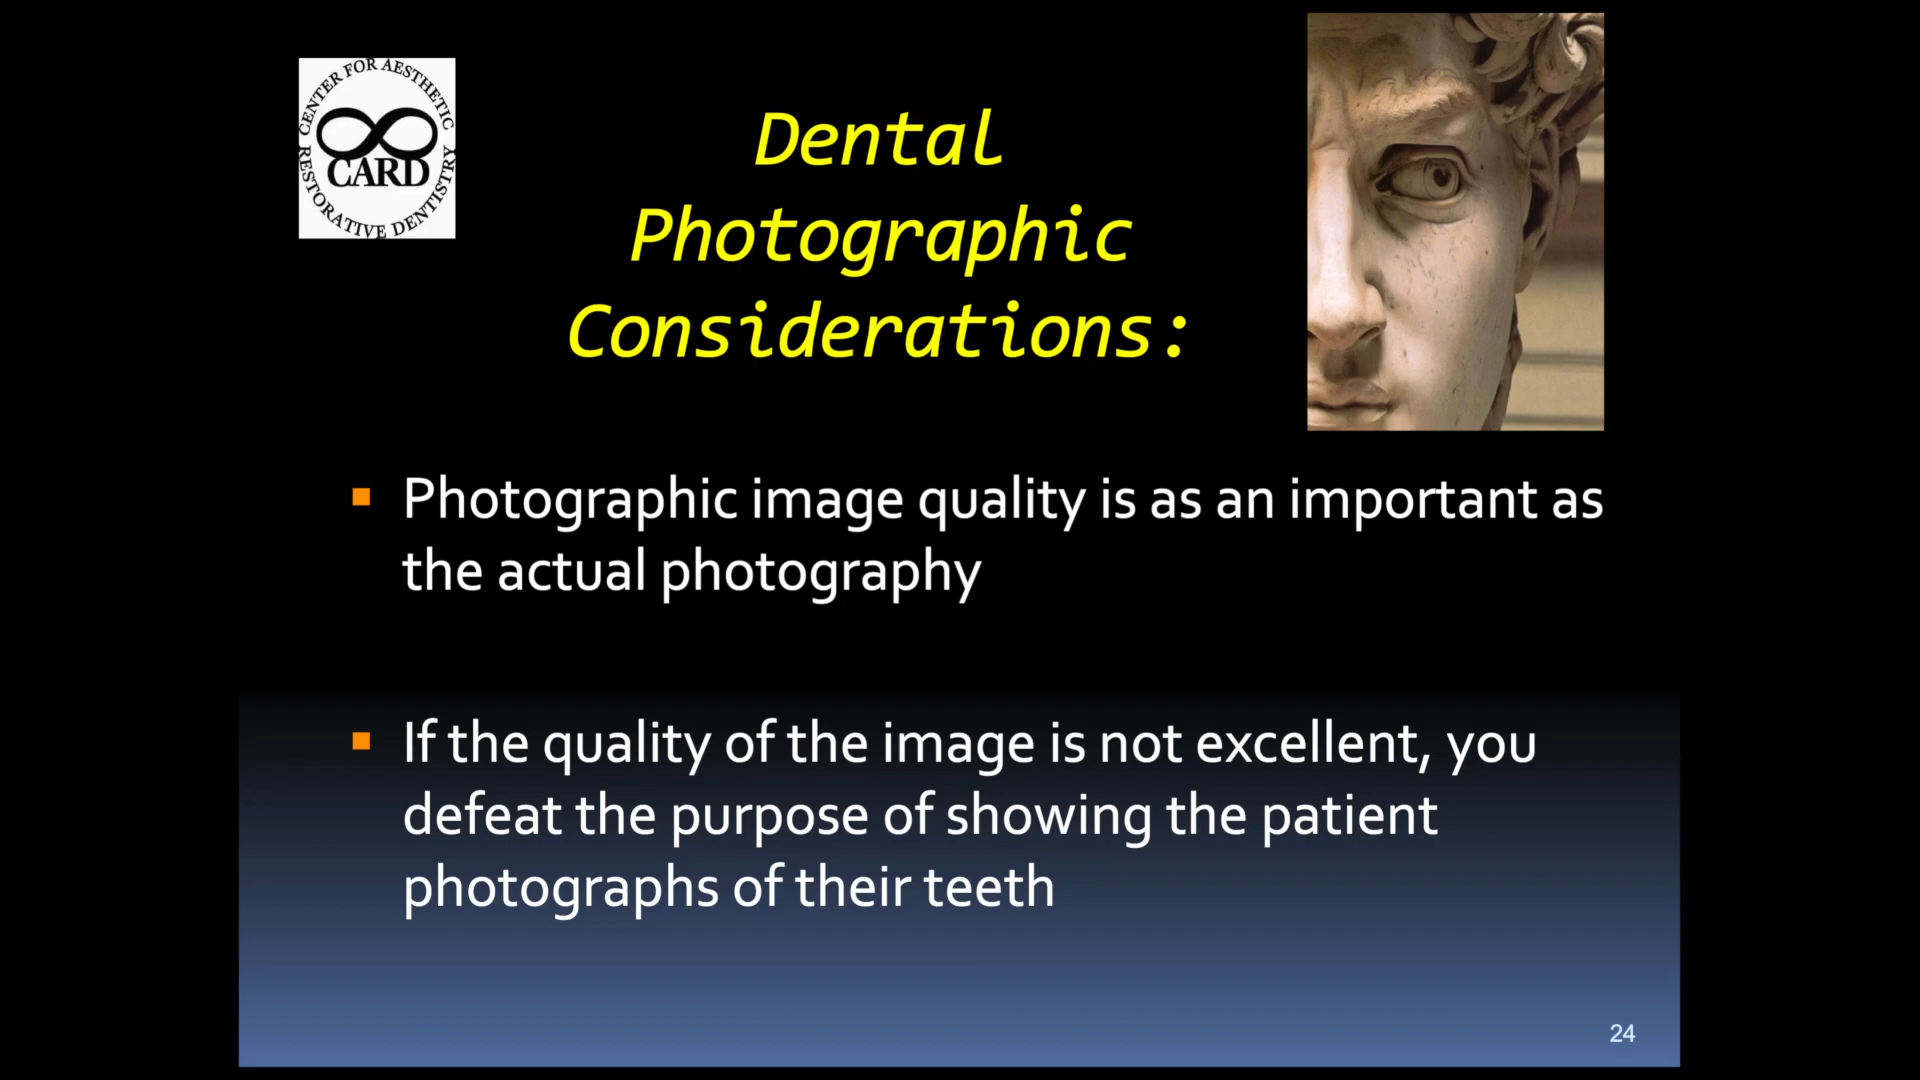 CENTER FOR AESTHETIC
CARD
RESTORATIVE DENTISTRY
Dental
Photographic
Considerations:
Photographic image quality is as an important as
the actual photography
If the quality of the image is not excellent, you
defeat the purpose of showing the patient
photographs of their teeth
24